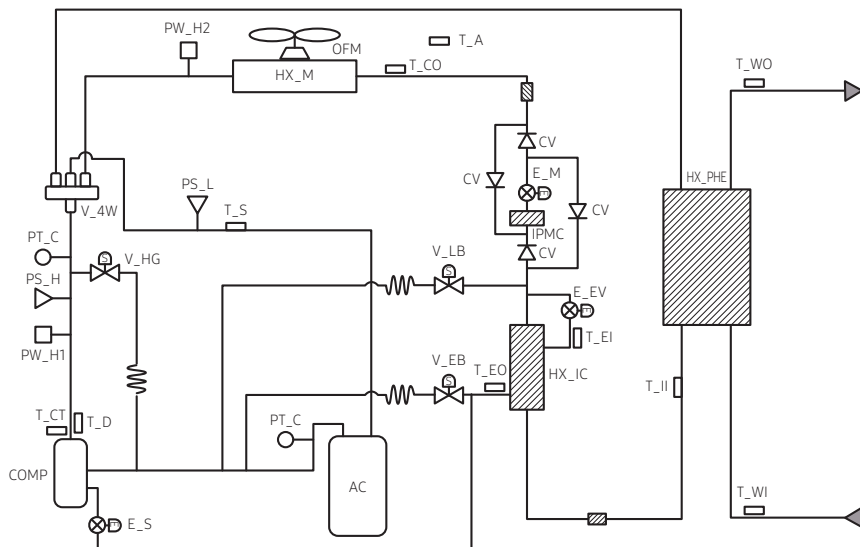 PW_H2
OFM
T_A
HX_M
T_CO
T_WO
CV
CV
E_M
E
HX_PHE
PS_L
T_S
V_4W
CV
IPMC
PT_C
S
V_HG
V_LB
S
CV
PS_H
E_EV
E
T_EI
PW_H1
V_EB
S
T_EO
HX_IC
T_II
T_CT
T_D
PT_C
COMP
AC
T_WI
E
E_S